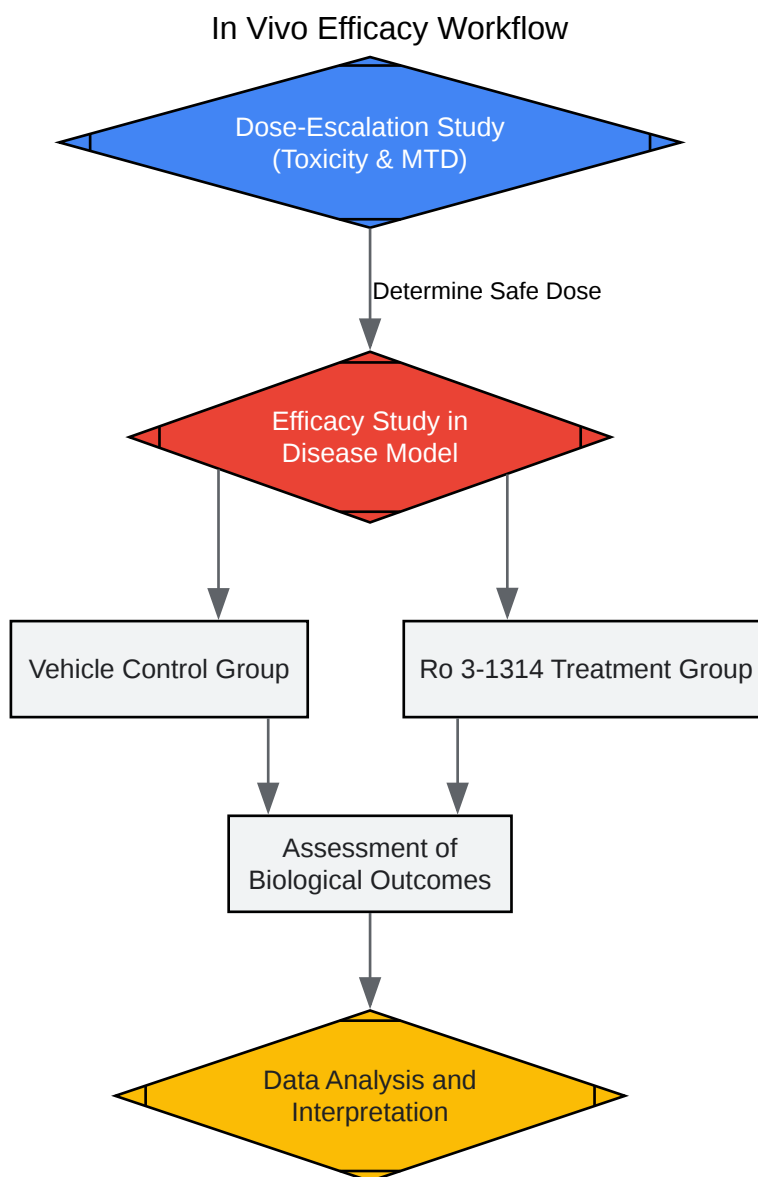 In Vivo Efficacy Workflow
Dose-Escalation Study
(Toxicity & MTD)
Determine Safe Dose
Efficacy Study in
Disease Model
Vehicle Control Group
Ro 3-1314 Treatment Group
Assessment of
Biological Outcomes
Data Analysis and
Interpretation